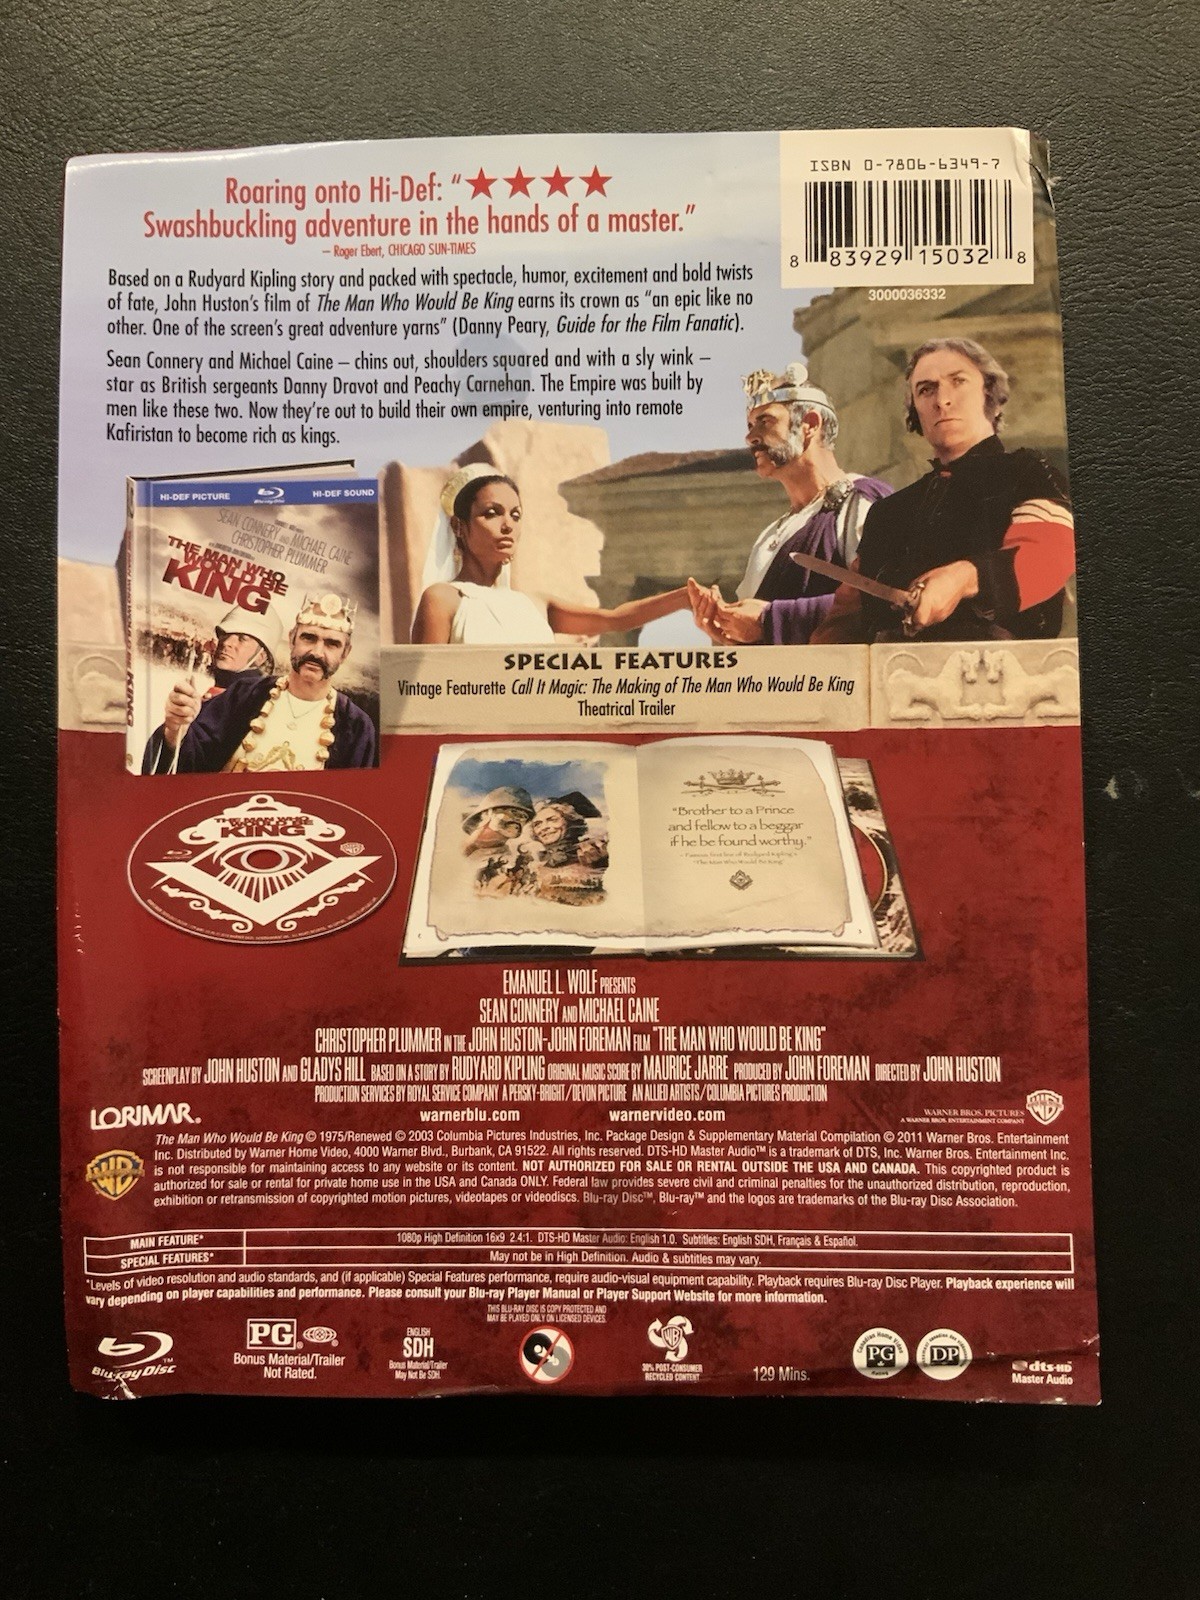 ISBN 0-7806-6349-7
8 83929 15032 8
3000036332
Roaring onto Hi-Def: "★★★★
Swashbuckling adventure in the hands of a master."
– Roger Ebert, CHICAGO SUN-TIMES
Based on a Rudyard Kipling story and packed with spectacle, humor, excitement and bold twists
of fate, John Huston's film of The Man Who Would Be King earns its crown as "an epic like no
other. One of the screen's great adventure yarns" (Danny Peary, Guide for the Film Fanatic).
Sean Connery and Michael Caine – chins out, shoulders squared and with a sly wink –
star as British sergeants Danny Dravot and Peachy Carnehan. The Empire was built by
men like these two. Now they're out to build their own empire, venturing into remote
Kafiristan to become rich as kings.
HI-DEF PICTURE Blu-ray Disc HI-DEF SOUND
SEAN CONNERY AND MICHAEL CAINE
CHRISTOPHER PLUMMER
THE MAN WHO
WOULD BE
KING
SPECIAL FEATURES
Vintage Featurette Call It Magic: The Making of The Man Who Would Be King
Theatrical Trailer
THE MAN WHO
WOULD BE
KING
"Brother to a Prince
and fellow to a beggar
if he be found worthy."
- Famous first line of Rudyard Kipling's
"The Man Who Would Be King"
EMANUEL L. WOLF PRESENTS
SEAN CONNERY AND MICHAEL CAINE
CHRISTOPHER PLUMMER IN THE JOHN HUSTON-JOHN FOREMAN FILM "THE MAN WHO WOULD BE KING"
SCREENPLAY BY JOHN HUSTON AND GLADYS HILL BASED ON A STORY BY RUDYARD KIPLING ORIGINAL MUSIC SCORE BY MAURICE JARRE PRODUCED BY JOHN FOREMAN DIRECTED BY JOHN HUSTON
PRODUCTION SERVICES BY ROYAL SERVICE COMPANY A PERSKY-BRIGHT/DEVON PICTURE AN ALLIED ARTISTS/COLUMBIA PICTURES PRODUCTION
LORIMAR®
warnerblu.com warnervideo.com
WARNER BROS. PICTURES
A WARNER BROS. ENTERTAINMENT COMPANY
The Man Who Would Be King © 1975/Renewed © 2003 Columbia Pictures Industries, Inc. Package Design & Supplementary Material Compilation © 2011 Warner Bros. Entertainment
Inc. Distributed by Warner Home Video, 4000 Warner Blvd., Burbank, CA 91522. All rights reserved. DTS-HD Master Audio™ is a trademark of DTS, Inc. Warner Bros. Entertainment Inc.
is not responsible for maintaining access to any website or its content. NOT AUTHORIZED FOR SALE OR RENTAL OUTSIDE THE USA AND CANADA. This copyrighted product is
authorized for sale or rental for private home use in the USA and Canada ONLY. Federal law provides severe civil and criminal penalties for the unauthorized distribution, reproduction,
exhibition or retransmission of copyrighted motion pictures, videotapes or videodiscs. Blu-ray Disc™, Blu-ray™ and the logos are trademarks of the Blu-ray Disc Association.
MAIN FEATURE* 1080p High Definition 16x9 2.4:1. DTS-HD Master Audio: English 1.0. Subtitles: English SDH, Français & Español.
SPECIAL FEATURES* May not be in High Definition. Audio & subtitles may vary.
*Levels of video resolution and audio standards, and (if applicable) Special Features performance, require audio-visual equipment capability. Playback requires Blu-ray Disc Player. Playback experience will
vary depending on player capabilities and performance. Please consult your Blu-ray Player Manual or Player Support Website for more information.
THIS BLU-RAY DISC IS COPY PROTECTED AND
MAY BE PLAYED ONLY ON LICENSED DEVICES.
Blu-ray Disc™
PG®
Bonus Material/Trailer
Not Rated.
ENGLISH
SDH
Bonus Material/Trailer
May Not Be SDH.
30% POST-CONSUMER
RECYCLED CONTENT
129 Mins.
Canadian Home Video
PG
Rated
DP
dts-HD
Master Audio